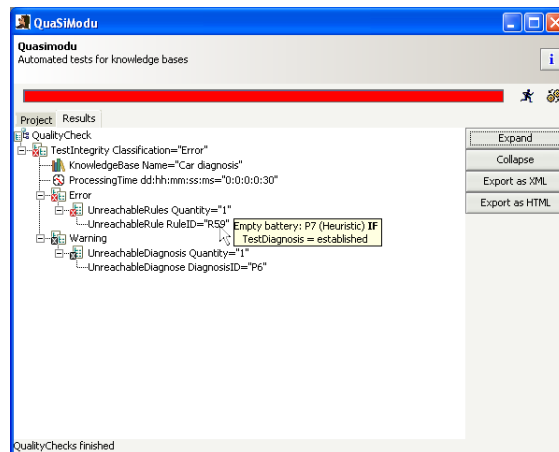 QuaSiModu
Quasimodu
Automated tests for knowledge bases
i
Project Results
QualityCheck
TestIntegrity Classification="Error"
KnowledgeBase Name="Car diagnosis"
ProcessingTime dd:hh:mm:ss:ms="0:0:0:0:30"
Error
UnreachableRules Quantity="1"
UnreachableRule RuleID="R59"
Empty battery: P7 (Heuristic) IF
TestDiagnosis = established
Warning
UnreachableDiagnosis Quantity="1"
UnreachableDiagnose DiagnosisID="P6"
Expand
Collapse
Export as XML
Export as HTML
QualityChecks finished